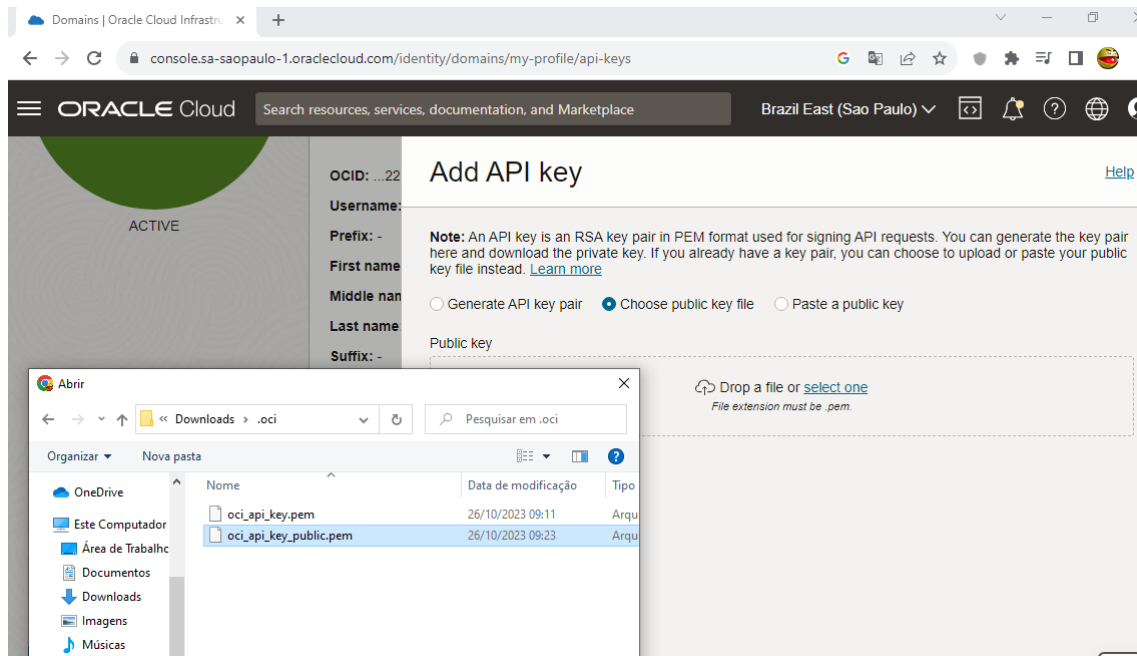 Domains | Oracle Cloud Infrastru
console.sa-saopaulo-1.oraclecloud.com/identity/domains/my-profile/api-keys
ORACLE Cloud
Search resources, services, documentation, and Marketplace
Brazil East (Sao Paulo)
ACTIVE
OCID: ...22
Username:
Prefix: -
First name
Middle nam
Last name
Suffix: -
Add API key
Help
Note: An API key is an RSA key pair in PEM format used for signing API requests. You can generate the key pair
here and download the private key. If you already have a key pair, you can choose to upload or paste your public
key file instead. Learn more
Generate API key pair
Choose public key file
Paste a public key
Public key
Drop a file or select one
File extension must be .pem.
Abrir
« Downloads › .oci
Pesquisar em .oci
Organizar
Nova pasta
Nome
Data de modificação
Tipo
OneDrive
Este Computador
Área de Trabalho
Documentos
Downloads
Imagens
Músicas
oci_api_key.pem
26/10/2023 09:11
Arqu
oci_api_key_public.pem
26/10/2023 09:23
Arqu